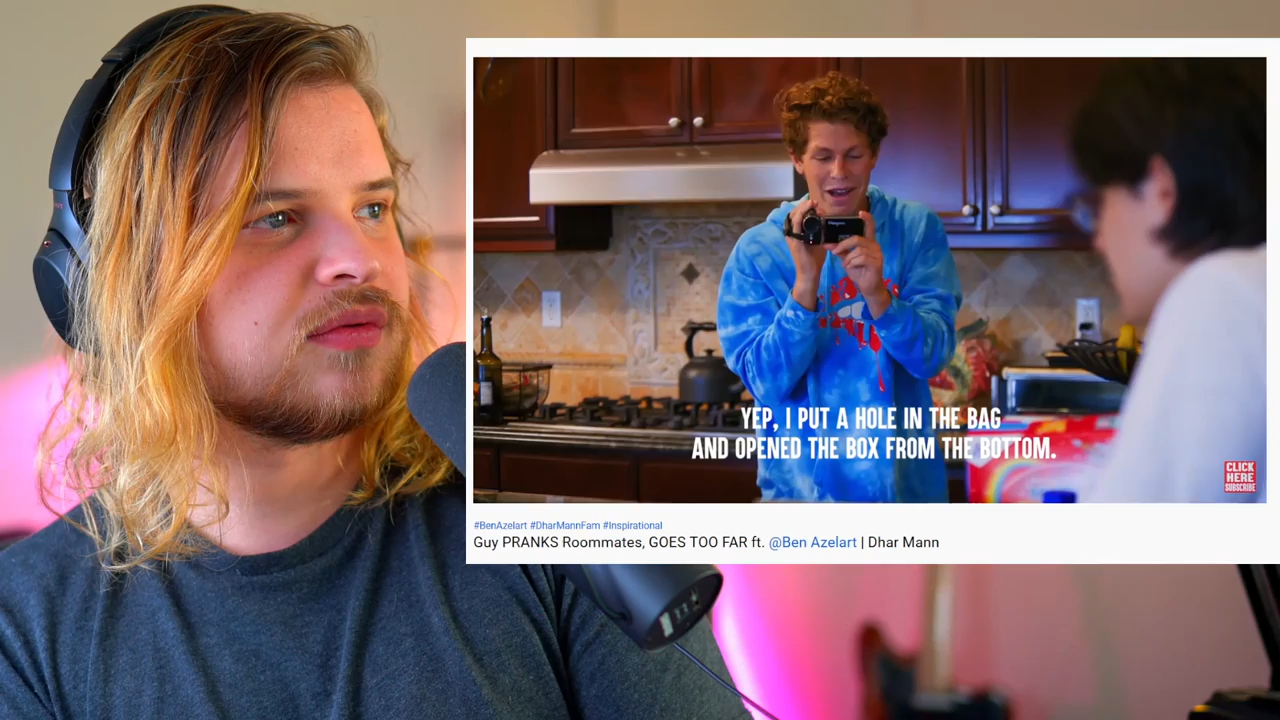 YEP, I PUT A HOLE IN THE BAG
AND OPENED THE BOX FROM THE BOTTOM.
CLICK
HERE
SUBSCRIBE
#BenAzelart #DharMannFam #Inspirational
Guy PRANKS Roommates, GOES TOO FAR ft. @Ben Azelart | Dhar Mann